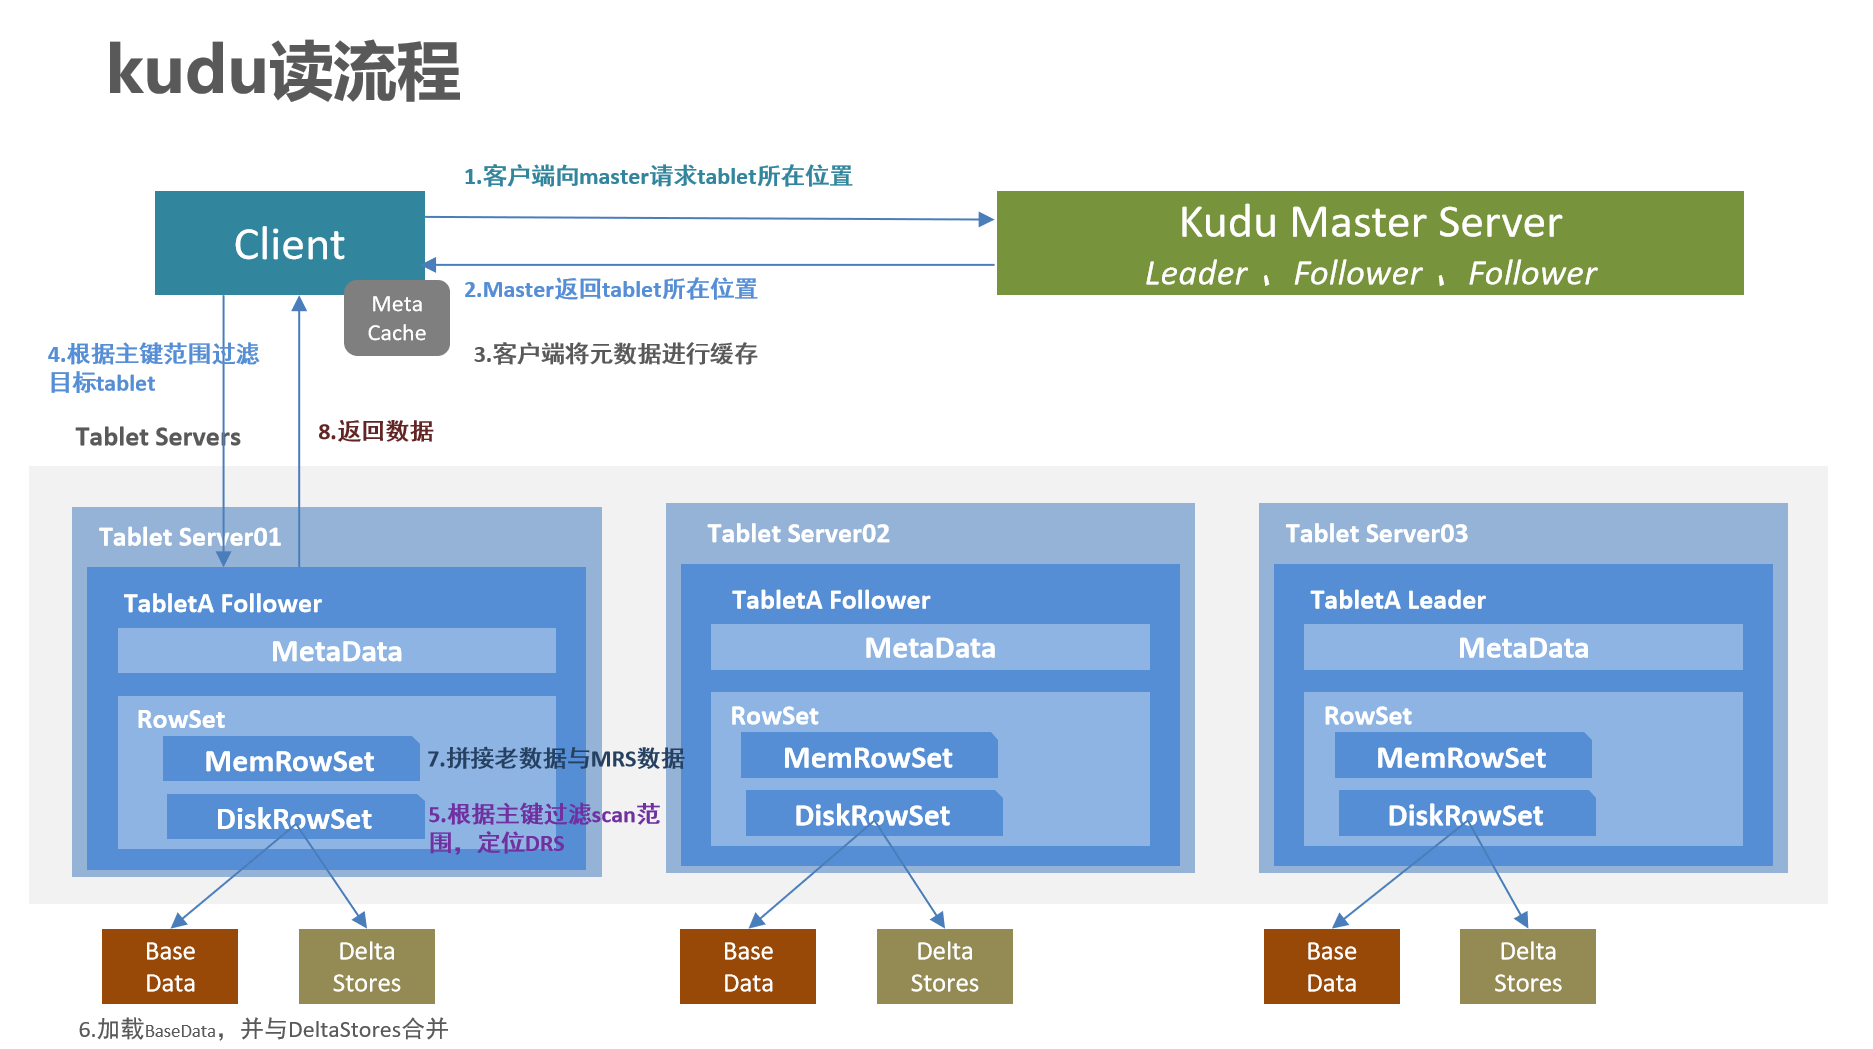 kudu读流程
1.客户端向master请求tablet所在位置
Client
Kudu Master Server
Leader 、Follower 、Follower
2.Master返回tablet所在位置
Meta
Cache
3.客户端将元数据进行缓存
4.根据主键范围过滤
目标tablet
8.返回数据
Tablet Servers
Tablet Server01
TabletA Follower
MetaData
RowSet
MemRowSet
7.拼接老数据与MRS数据
DiskRowSet
5.根据主键过滤scan范
围，定位DRS
Base
Data
Delta
Stores
6.加载BaseData，并与DeltaStores合并
Tablet Server02
TabletA Follower
MetaData
RowSet
MemRowSet
DiskRowSet
Base
Data
Delta
Stores
Tablet Server03
TabletA Leader
MetaData
RowSet
MemRowSet
DiskRowSet
Base
Data
Delta
Stores